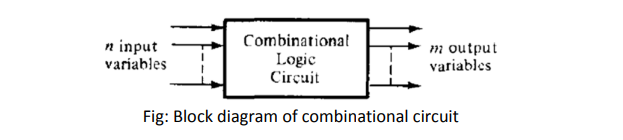 n input
variables
Combinational
Logic
Circuit
m output
variables
Fig: Block diagram of combinational circuit